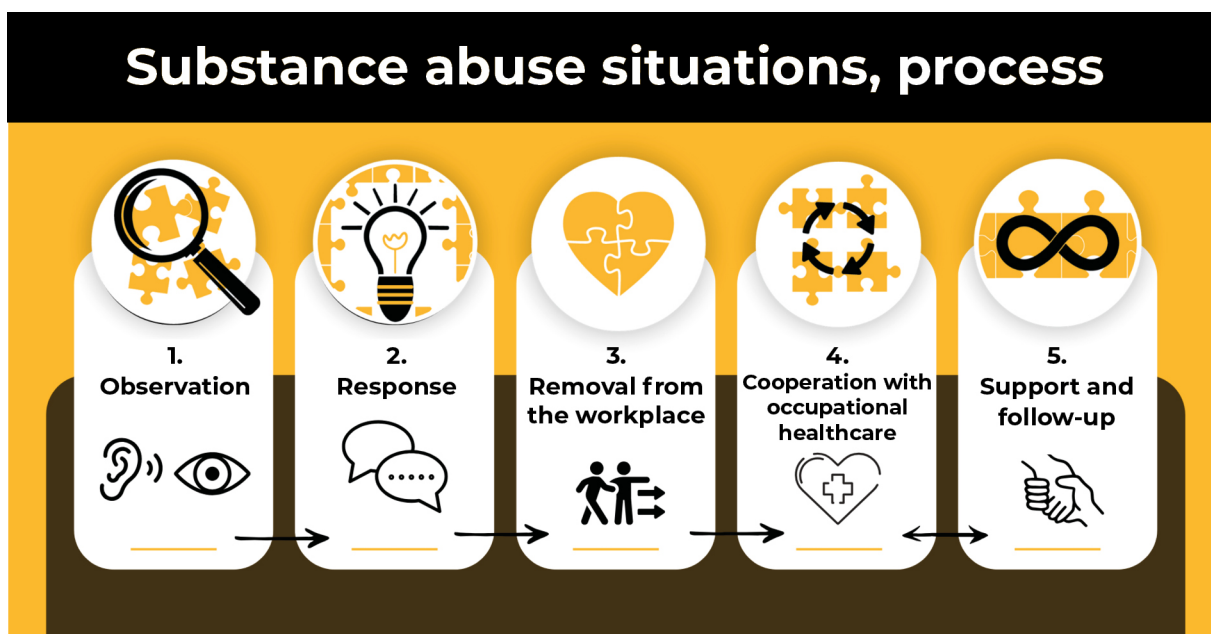 Substance abuse situations, process
1.
Observation
2.
Response
3.
Removal from
the workplace
4.
Cooperation with
occupational
healthcare
5.
Support and
follow-up